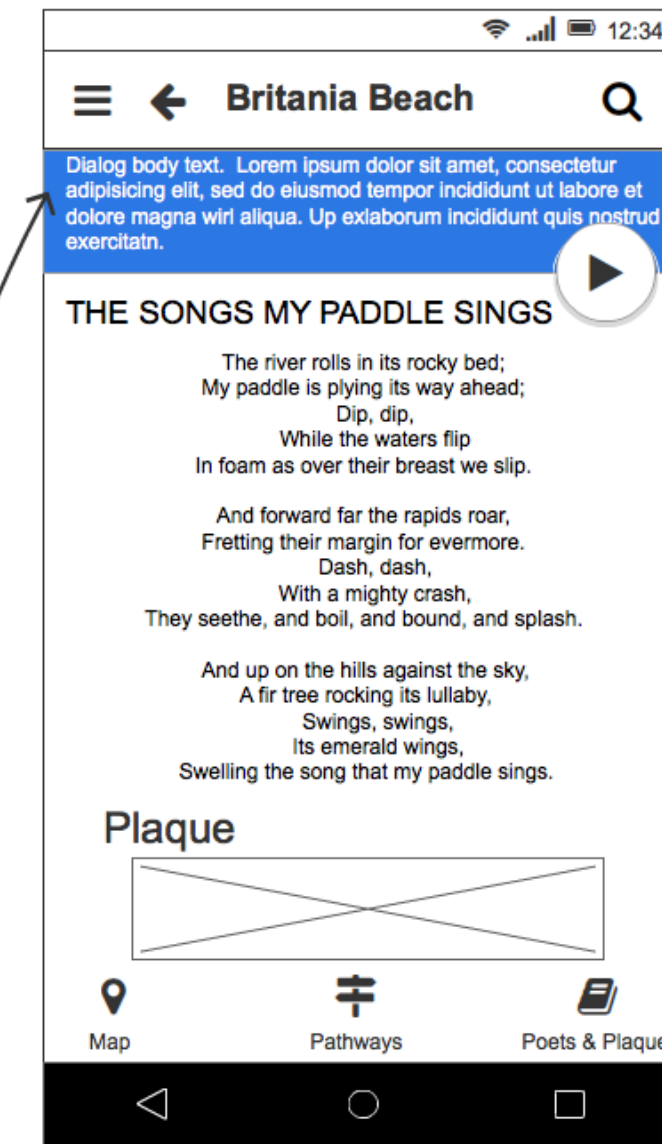 12:34
Britania Beach
Dialog body text. Lorem ipsum dolor sit amet, consectetur
adipisicing elit, sed do eiusmod tempor incididunt ut labore et
dolore magna wirl aliqua. Up exlaborum incididunt quis nostrud
exercitatn.
THE SONGS MY PADDLE SINGS
The river rolls in its rocky bed;
My paddle is plying its way ahead;
Dip, dip,
While the waters flip
In foam as over their breast we slip.
And forward far the rapids roar,
Fretting their margin for evermore.
Dash, dash,
With a mighty crash,
They seethe, and boil, and bound, and splash.
And up on the hills against the sky,
A fir tree rocking its lullaby,
Swings, swings,
Its emerald wings,
Swelling the song that my paddle sings.
Plaque
Map
Pathways
Poets & Plaque